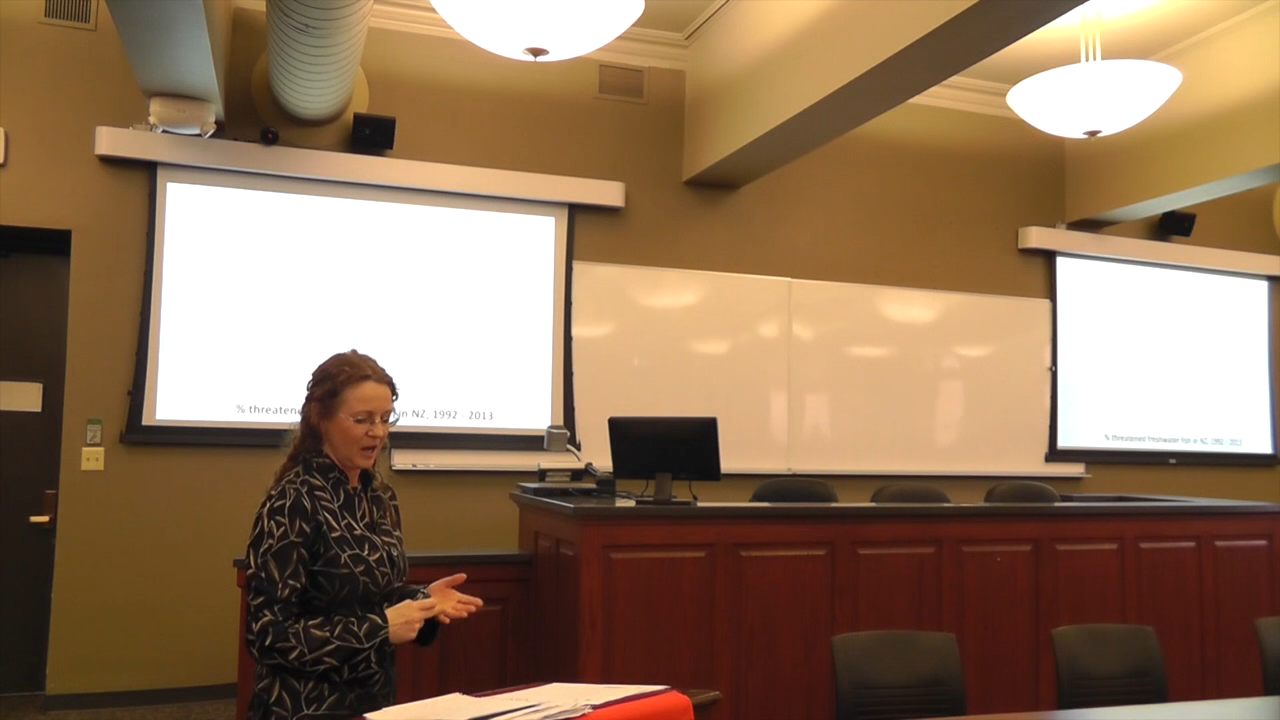 % threatened in NZ, 1992 - 2013
% threatened freshwater fish in NZ, 1992 - 2013